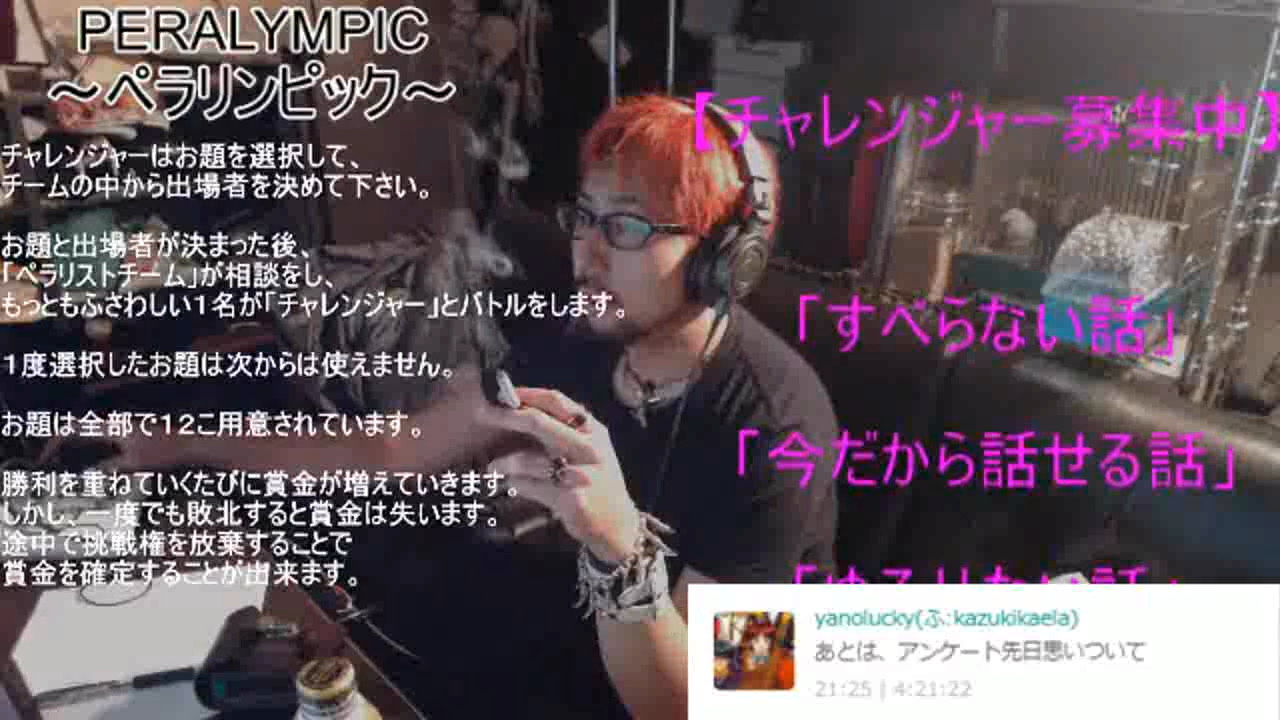 PERALYMPIC
～ペラリンピック～
チャレンジャーはお題を選択して、
チームの中から出場者を決めて下さい。
お題と出場者が決まった後、
「ペラリストチーム」が相談をし、
もっともふさわしい１名が「チャレンジャー」とバトルをします。
１度選択したお題は次からは使えません。
お題は全部で１２こ用意されています。
勝利を重ねていくたびに賞金が増えていきます。
しかし、一度でも敗北すると賞金は失います。
途中で挑戦権を放棄することで
賞金を確定することが出来ます。
【チャレンジャー募集中】
「すべらない話」
「今だから話せる話」
yanolucky(ふ:kazukikaela)
あとは、アンケート先日思いついて
21:25 | 4:21:22